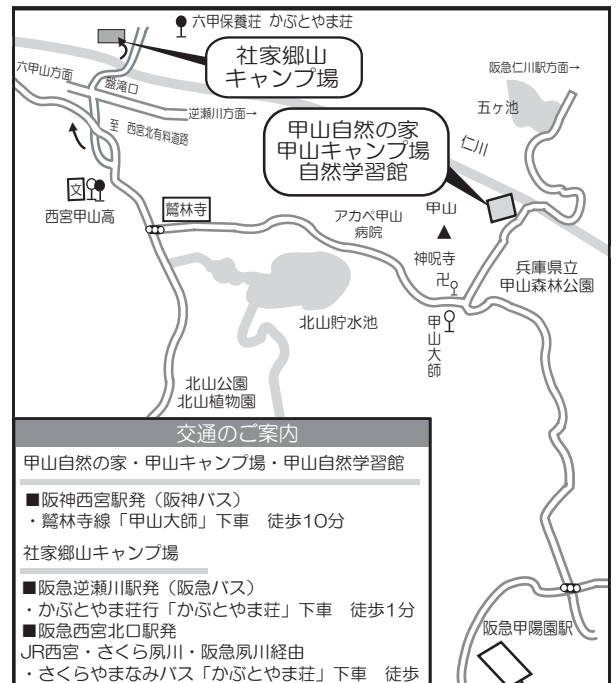 六甲保養荘 かぶとやま荘
社家郷山
キャンプ場
六甲山方面
盤滝口
逆瀬川方面→
至 西宮北有料道路
阪急仁川駅方面→
五ヶ池
仁川
甲山自然の家
甲山キャンプ場
自然学習館
文
西宮甲山高
鷲林寺
アカペ甲山
病院
甲山
▲
神呪寺
卍
兵庫県立
甲山森林公園
甲山大師
北山貯水池
北山公園
北山植物園
交通のご案内
甲山自然の家・甲山キャンプ場・甲山自然学習館
■阪神西宮駅発（阪神バス）
・鷲林寺線「甲山大師」下車 徒歩10分
社家郷山キャンプ場
■阪急逆瀬川駅発（阪急バス）
・かぶとやま荘行「かぶとやま荘」下車 徒歩1分
■阪急西宮北口駅発
JR西宮・さくら夙川・阪急夙川経由
・さくらやまなみバス「かぶとやま荘」下車 徒歩
阪急甲陽園駅